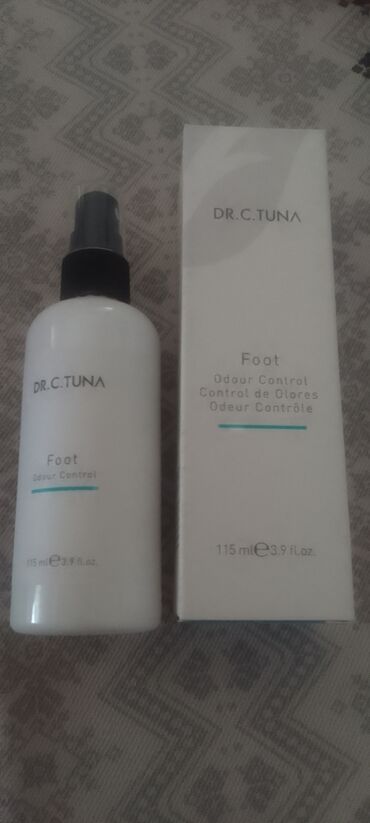 DR.C.TUNA
Foot
Odour Control
115 ml℮3.9 fl.oz.
DR.C.TUNA
Foot
Odour Control
Control de Olores
Odeur Contrôle
115 ml℮3.9 fl.oz.